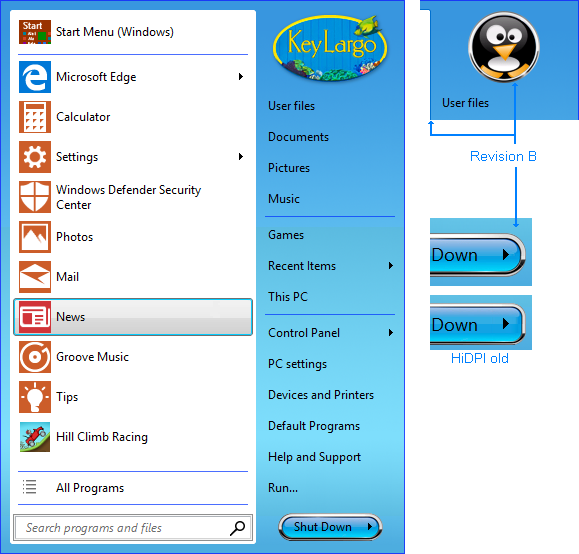 Start
Start Menu (Windows)
Microsoft Edge
Calculator
Settings
Windows Defender Security
Center
Photos
Mail
News
Groove Music
Tips
Hill Climb Racing
All Programs
Search programs and files
Key Largo
User files
Documents
Pictures
Music
Games
Recent Items
This PC
Control Panel
PC settings
Devices and Printers
Default Programs
Help and Support
Run...
Shut Down
User files
Revision B
Down
Down
HiDPI old